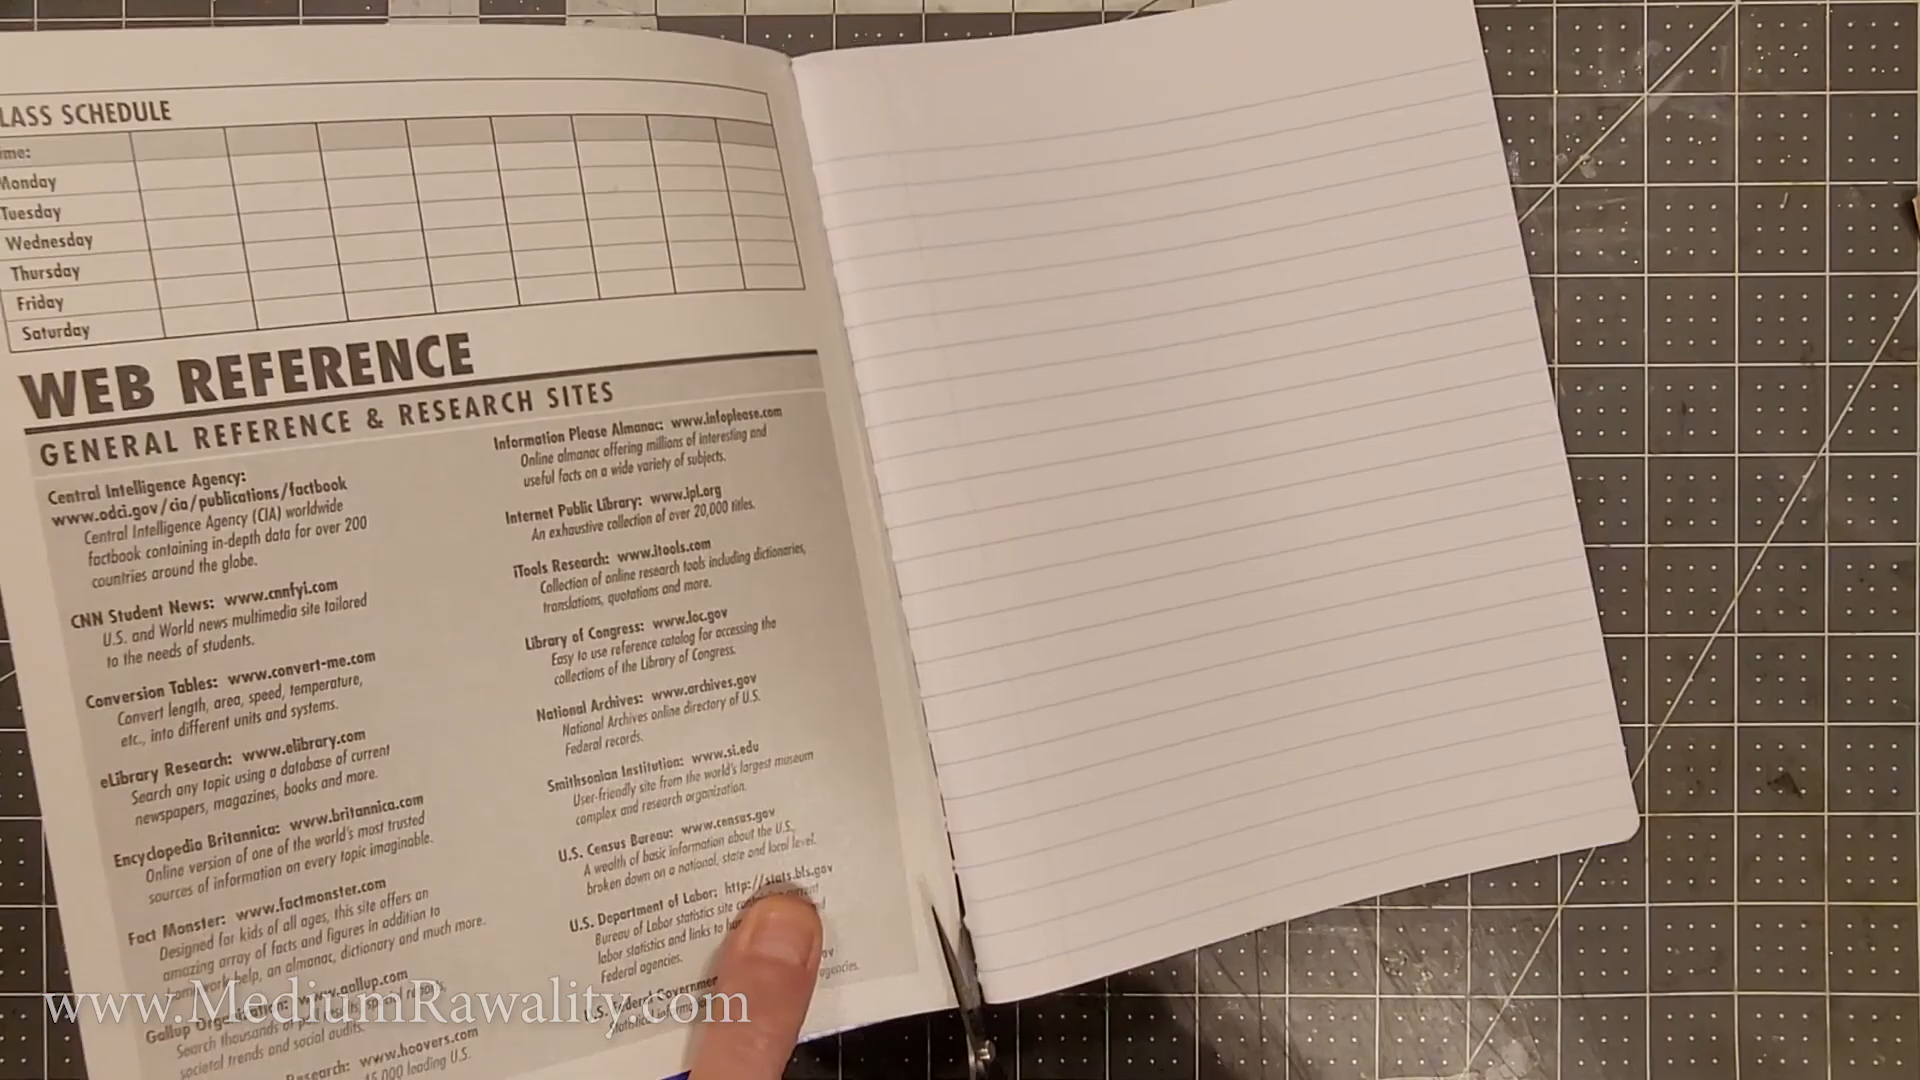 LASS SCHEDULE
ime:
Monday
Tuesday
Wednesday
Thursday
Friday
Saturday
WEB REFERENCE
GENERAL REFERENCE & RESEARCH SITES
Central Intelligence Agency:
www.odci.gov/cia/publications/factbook
Central Intelligence Agency (CIA) worldwide
factbook containing in-depth data for over 200
countries around the globe.
CNN Student News: www.cnnfyi.com
U.S. and World news multimedia site tailored
to the needs of students.
Conversion Tables: www.convert-me.com
Convert length, area, speed, temperature,
etc., into different units and systems.
eLibrary Research: www.elibrary.com
Search any topic using a database of current
newspapers, magazines, books and more.
Encyclopedia Britannica: www.britannica.com
Online version of one of the world's most trusted
sources of information on every topic imaginable.
Fact Monster: www.factmonster.com
Designed for kids of all ages, this site offers an
amazing array of facts and figures in addition to
homework help, an almanac, dictionary and much more.
Gallup Organization: www.gallup.com
Search thousands of
societal trends and social audits.
www.hoovers.com
leading U.S.
Information Please Almanac: www.infoplease.com
Online almanac offering millions of interesting and
useful facts on a wide variety of subjects.
Internet Public Library: www.ipl.org
An exhaustive collection of over 20,000 titles.
iTools Research: www.itools.com
Collection of online research tools including dictionaries,
translations, quotations and more.
Library of Congress: www.loc.gov
Easy to use reference catalog for accessing the
collections of the Library of Congress.
National Archives: www.archives.gov
National Archives online directory of U.S.
Federal records.
Smithsonian Institution: www.si.edu
User-friendly site from the world's largest museum
complex and research organization.
U.S. Census Bureau: www.census.gov
A wealth of basic information about the U.S.
broken down on a national, state and local level.
U.S. Department of Labor: http://stats.bls.gov
Bureau of Labor statistics site current
labor statistics and links to
Federal agencies.
U.S. Federal
agencies.
www.MediumRawality.com